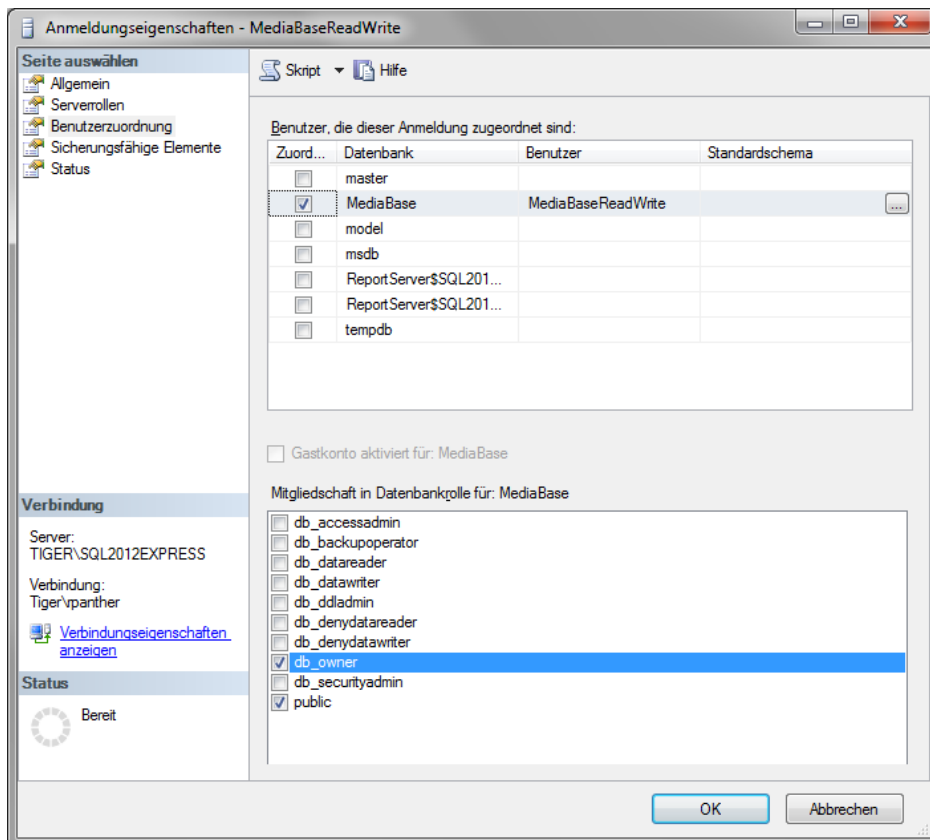 Anmeldungseigenschaften - MediaBaseReadWrite
Seite auswählen
Allgemein
Serverrollen
Benutzerzuordnung
Sicherungsfähige Elemente
Status
Skript
Hilfe
Benutzer, die dieser Anmeldung zugeordnet sind:
Zuord... Datenbank Benutzer Standardschema
master
MediaBase MediaBaseReadWrite ...
model
msdb
ReportServer$SQL201...
ReportServer$SQL201...
tempdb
Gastkonto aktiviert für: MediaBase
Mitgliedschaft in Datenbankrolle für: MediaBase
db_accessadmin
db_backupoperator
db_datareader
db_datawriter
db_ddladmin
db_denydatareader
db_denydatawriter
db_owner
db_securityadmin
public
Verbindung
Server:
TIGER\SQL2012EXPRESS
Verbindung:
Tiger\rpanther
Verbindungseigenschaften
anzeigen
Status
Bereit
OK Abbrechen